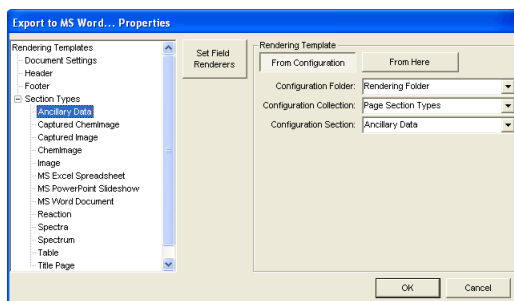 Export to MS Word... Properties
Rendering Templates
Document Settings
Header
Footer
Section Types
Ancillary Data
Captured ChemImage
Captured Image
ChemImage
Image
MS Excel Spreadsheet
MS PowerPoint Slideshow
MS Word Document
Reaction
Spectra
Spectrum
Table
Title Page
Set Field
Renderers
Rendering Template
From Configuration From Here
Configuration Folder: Rendering Folder
Configuration Collection: Page Section Types
Configuration Section: Ancillary Data
OK Cancel